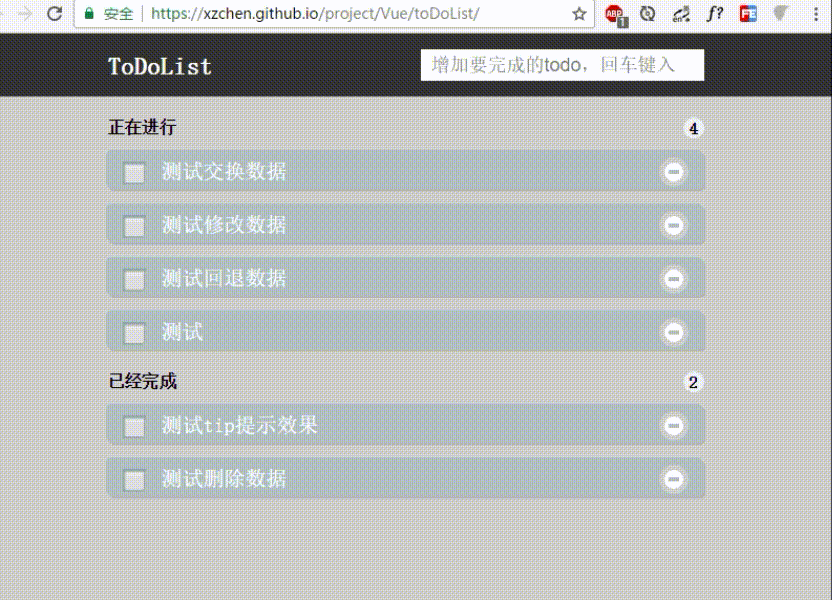 安全 | https://xzchen.github.io/project/Vue/toDoList/
ABP 1 f? FE
ToDoList 增加要完成的todo，回车键入
正在进行 4
测试交换数据
测试修改数据
测试回退数据
测试
已经完成 2
测试tip提示效果
测试删除数据